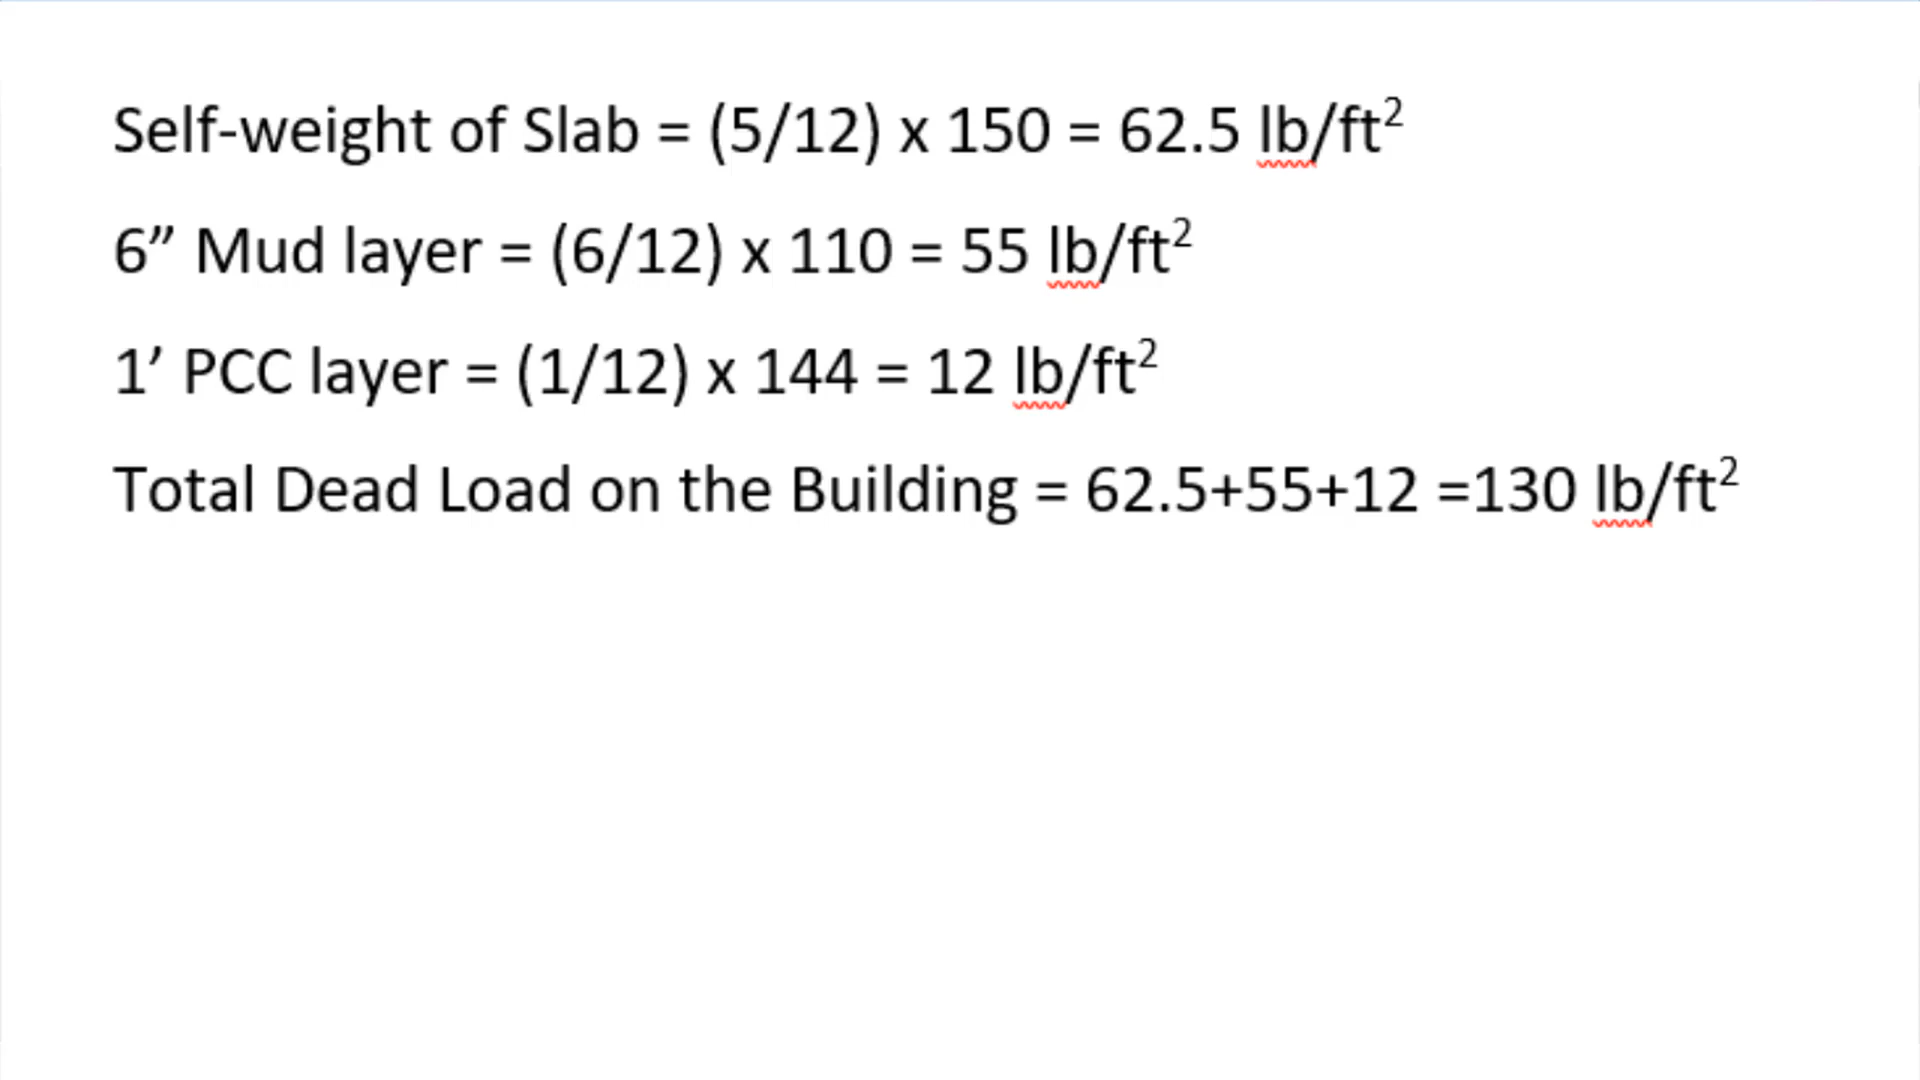 Self-weight of Slab = (5/12) x 150 = 62.5 lb/ft²
6” Mud layer = (6/12) x 110 = 55 lb/ft²
1’ PCC layer = (1/12) x 144 = 12 lb/ft²
Total Dead Load on the Building = 62.5+55+12 =130 lb/ft²